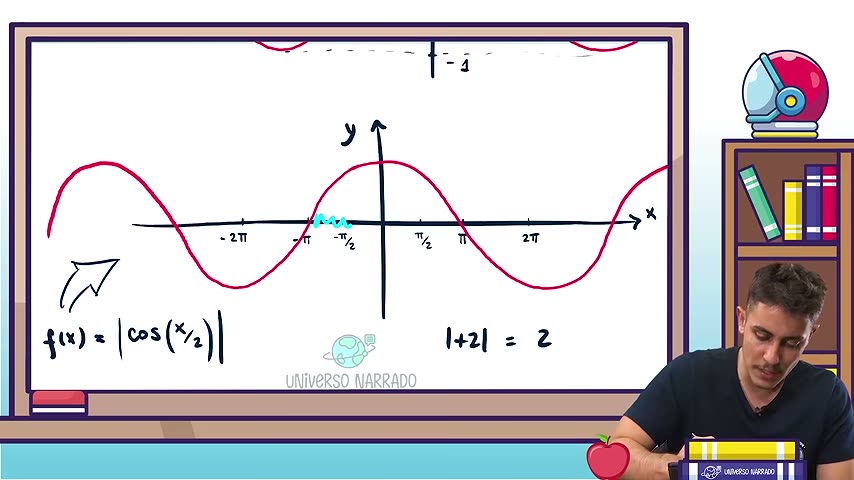 -1
y
x
-2π -π -π/2 π/2 π 2π
f(x) = |cos(x/2)|
|+2| = 2
UNIVERSO NARRADO
UNIVERSO NARRADO